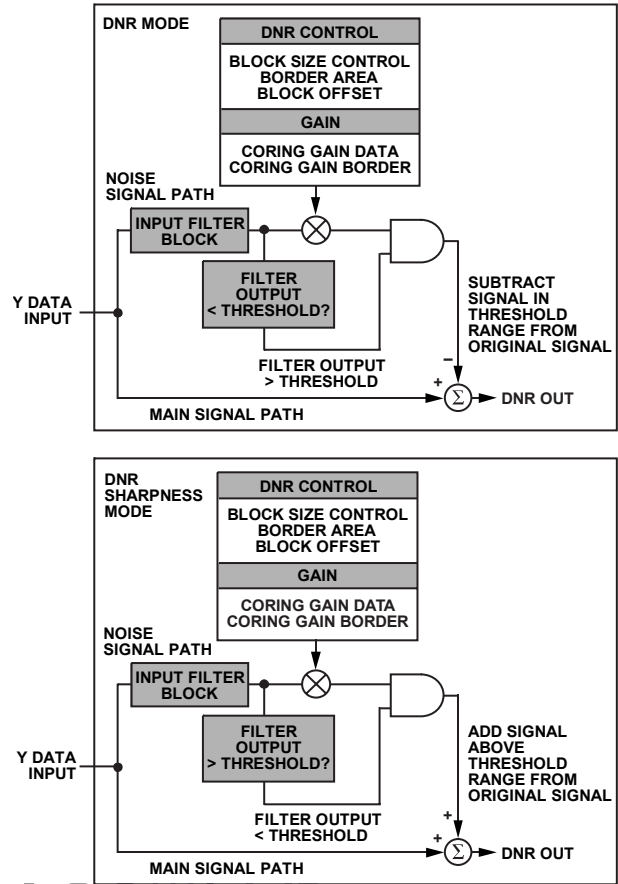 DNR MODE
DNR CONTROL
BLOCK SIZE CONTROL
BORDER AREA
BLOCK OFFSET
GAIN
CORING GAIN DATA
CORING GAIN BORDER
NOISE
SIGNAL PATH
INPUT FILTER
BLOCK
FILTER
OUTPUT
< THRESHOLD?
Y DATA
INPUT
SUBTRACT
SIGNAL IN
THRESHOLD
RANGE FROM
ORIGINAL SIGNAL
FILTER OUTPUT
> THRESHOLD
–
+
Σ
DNR OUT
MAIN SIGNAL PATH
DNR
SHARPNESS
MODE
DNR CONTROL
BLOCK SIZE CONTROL
BORDER AREA
BLOCK OFFSET
GAIN
CORING GAIN DATA
CORING GAIN BORDER
NOISE
SIGNAL PATH
INPUT FILTER
BLOCK
FILTER
OUTPUT
> THRESHOLD?
Y DATA
INPUT
ADD SIGNAL
ABOVE
THRESHOLD
RANGE FROM
ORIGINAL SIGNAL
FILTER OUTPUT
< THRESHOLD
+
+
Σ
DNR OUT
MAIN SIGNAL PATH